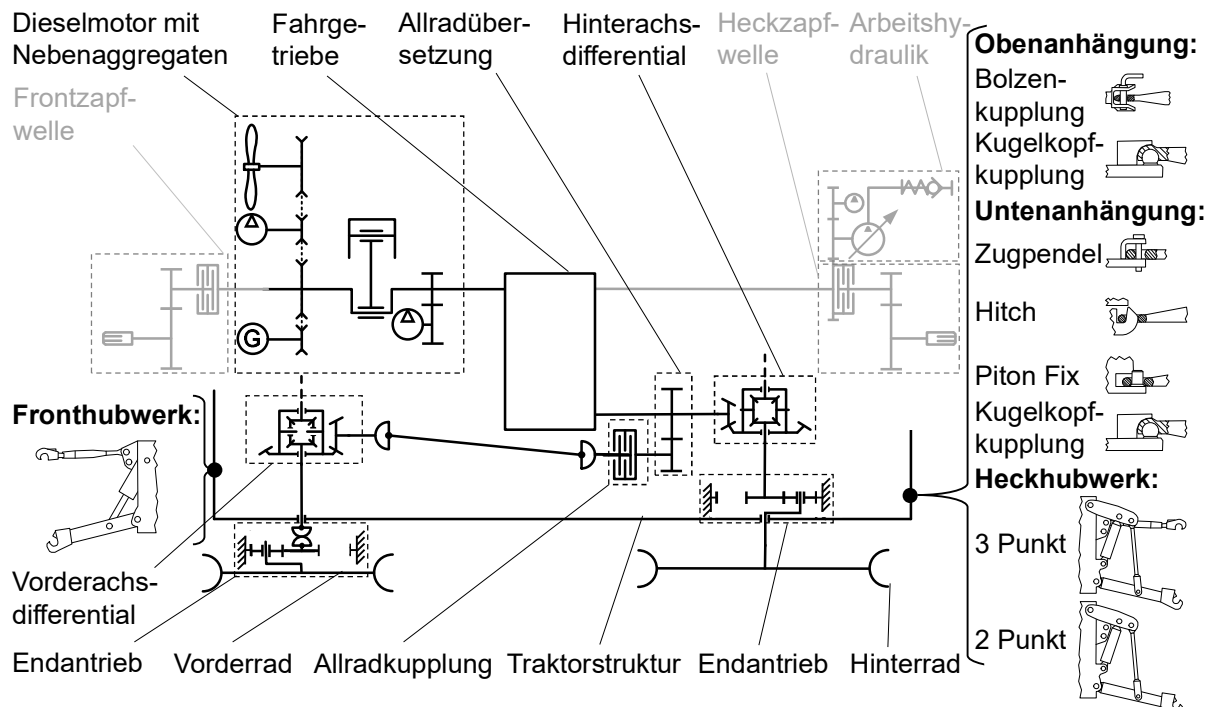 Dieselmotor mit
Nebenaggregaten
Fahrge-
triebe
Allradüber-
setzung
Hinterachs-
differential
Heckzapf-
welle
Arbeitshy-
draulik
Frontzapf-
welle
G
Fronthubwerk:
Vorderachs-
differential
Endantrieb
Vorderrad
Allradkupplung
Traktorstruktur
Endantrieb
Hinterrad
Obenanhängung:
Bolzen-
kupplung
Kugelkopf-
kupplung
Untenanhängung:
Zugpendel
Hitch
Piton Fix
Kugelkopf-
kupplung
Heckhubwerk:
3 Punkt
2 Punkt